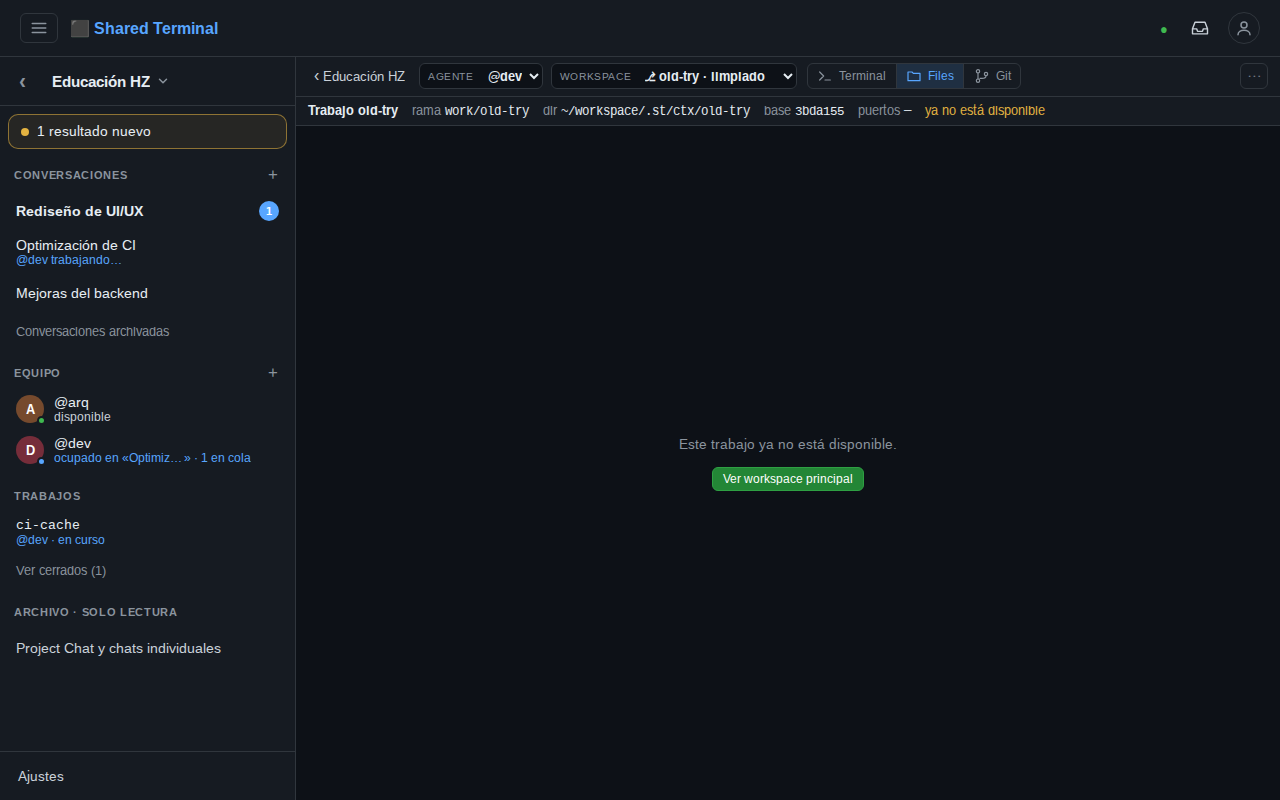 Shared Terminal
Educación HZ
1 resultado nuevo
CONVERSACIONES +
Rediseño de UI/UX 1
Optimización de CI
@dev trabajando…
Mejoras del backend
Conversaciones archivadas
EQUIPO +
A @arq
disponible
D @dev
ocupado en «Optimiz…» · 1 en cola
TRABAJOS
ci-cache
@dev · en curso
Ver cerrados (1)
ARCHIVO · SOLO LECTURA
Project Chat y chats individuales
Ajustes
‹ Educación HZ AGENTE @dev WORKSPACE old-try · limpiado Terminal Files Git ···
Trabajo old-try rama work/old-try dir ~/workspace/.st/ctx/old-try base 3bda155 puertos — ya no está disponible
Este trabajo ya no está disponible.
Ver workspace principal